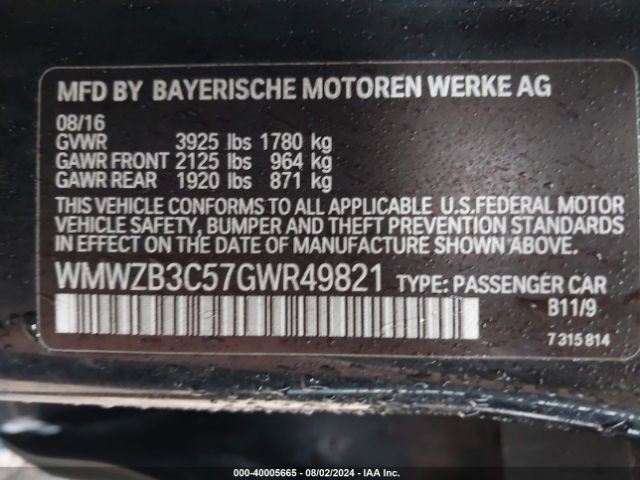 MFD BY BAYERISCHE MOTOREN WERKE AG
08/16
GVWR 3925 lbs 1780 kg
GAWR FRONT 2125 lbs 964 kg
GAWR REAR 1920 lbs 871 kg
THIS VEHICLE CONFORMS TO ALL APPLICABLE U.S.FEDERAL MOTOR
VEHICLE SAFETY, BUMPER AND THEFT PREVENTION STANDARDS
IN EFFECT ON THE DATE OF MANUFACTURE SHOWN ABOVE.
WMWZB3C57GWR49821 TYPE: PASSENGER CAR
B11/9
7 315 814
000-40005665 - 08/02/2024 - IAA Inc.